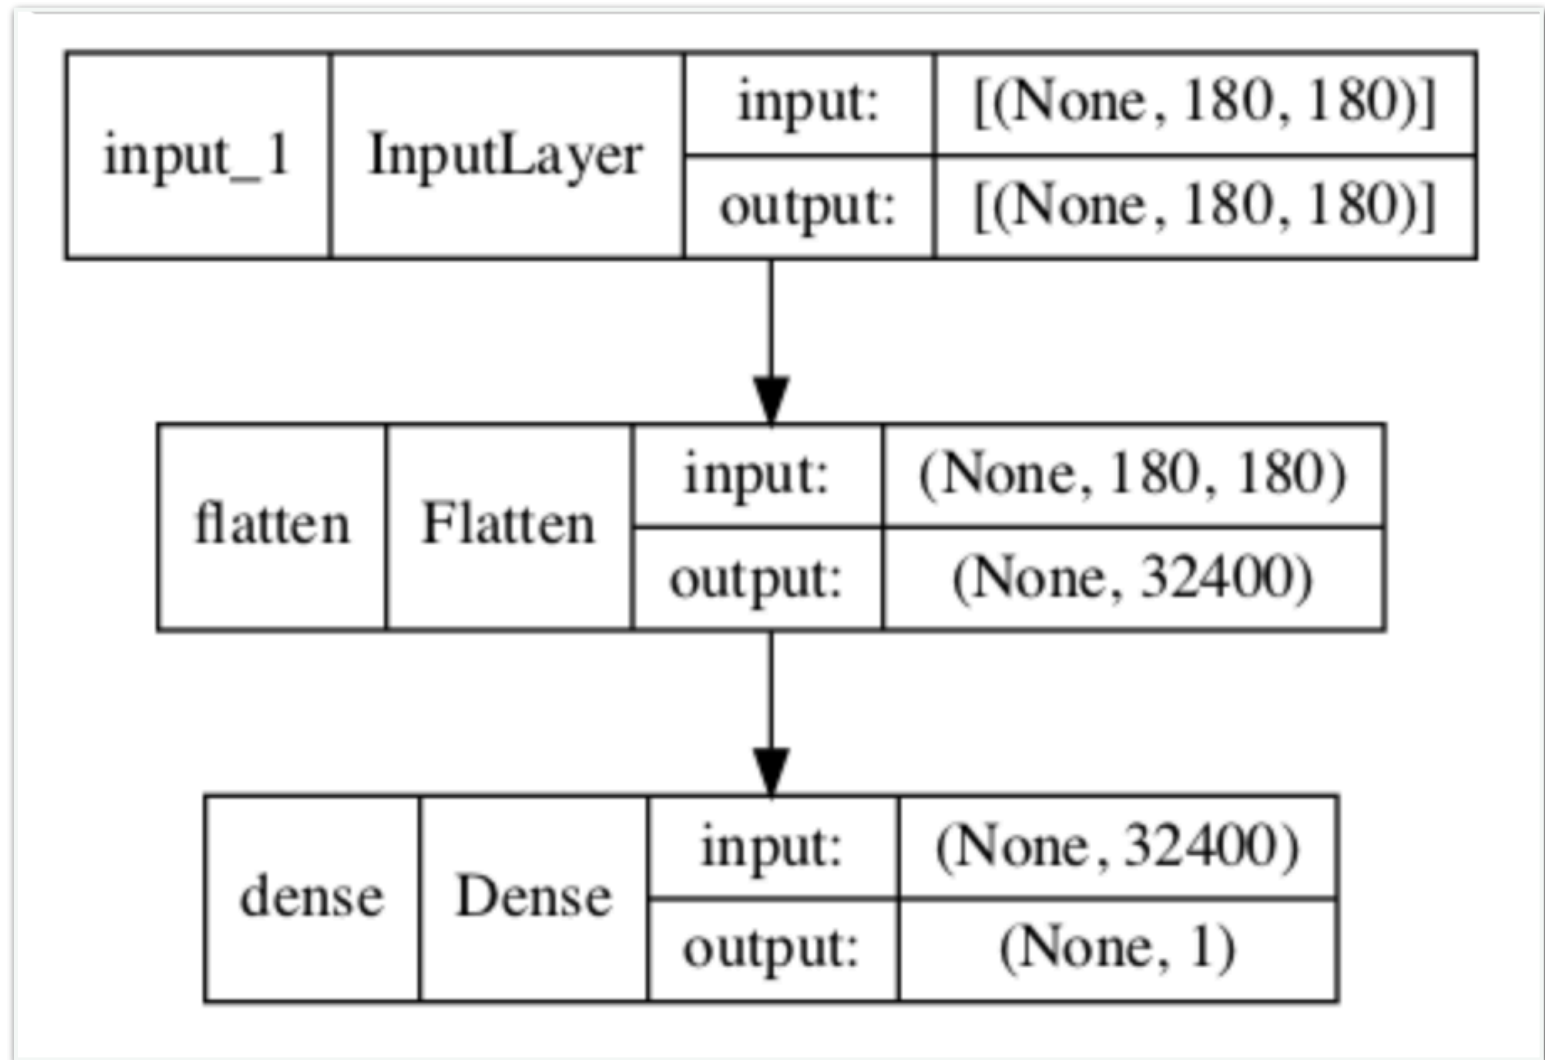 input_1 InputLayer input: [(None, 180, 180)]
output: [(None, 180, 180)]
flatten Flatten input: (None, 180, 180)
output: (None, 32400)
dense Dense input: (None, 32400)
output: (None, 1)